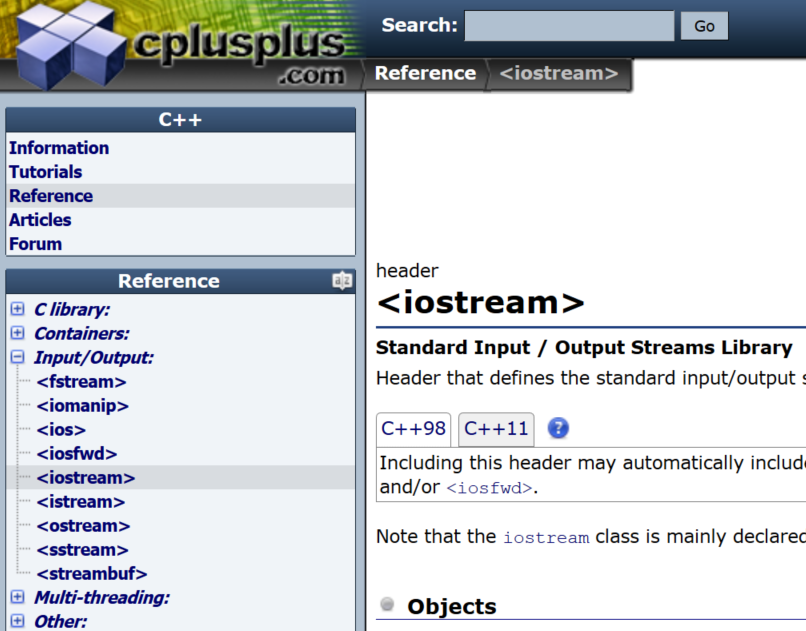 cplusplus
.com
Search: Go
Reference <iostream>
C++
Information
Tutorials
Reference
Articles
Forum
Reference
C library:
Containers:
Input/Output:
<fstream>
<iomanip>
<ios>
<iosfwd>
<iostream>
<istream>
<ostream>
<sstream>
<streambuf>
Multi-threading:
Other:
header
<iostream>
Standard Input / Output Streams Library
Header that defines the standard input/output
C++98 C++11 ?
Including this header may automatically include
and/or <iosfwd>.
Note that the iostream class is mainly declared
Objects